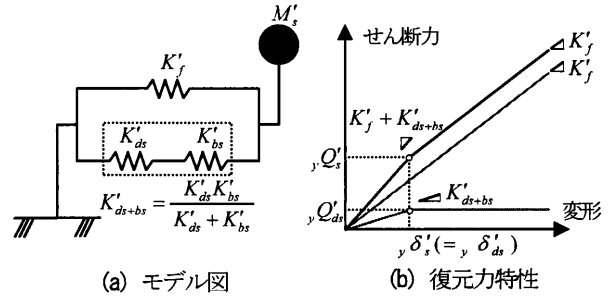 M's
K'f
K'ds K'bs
K'ds+bs = K'ds K'bs / (K'ds + K'bs)
(a) モデル図
せん断力
K'f
K'f
K'f + K'ds+bs
yQ's
K'ds+bs
yQ'ds
変形
yδ's (= yδ'ds)
(b) 復元力特性